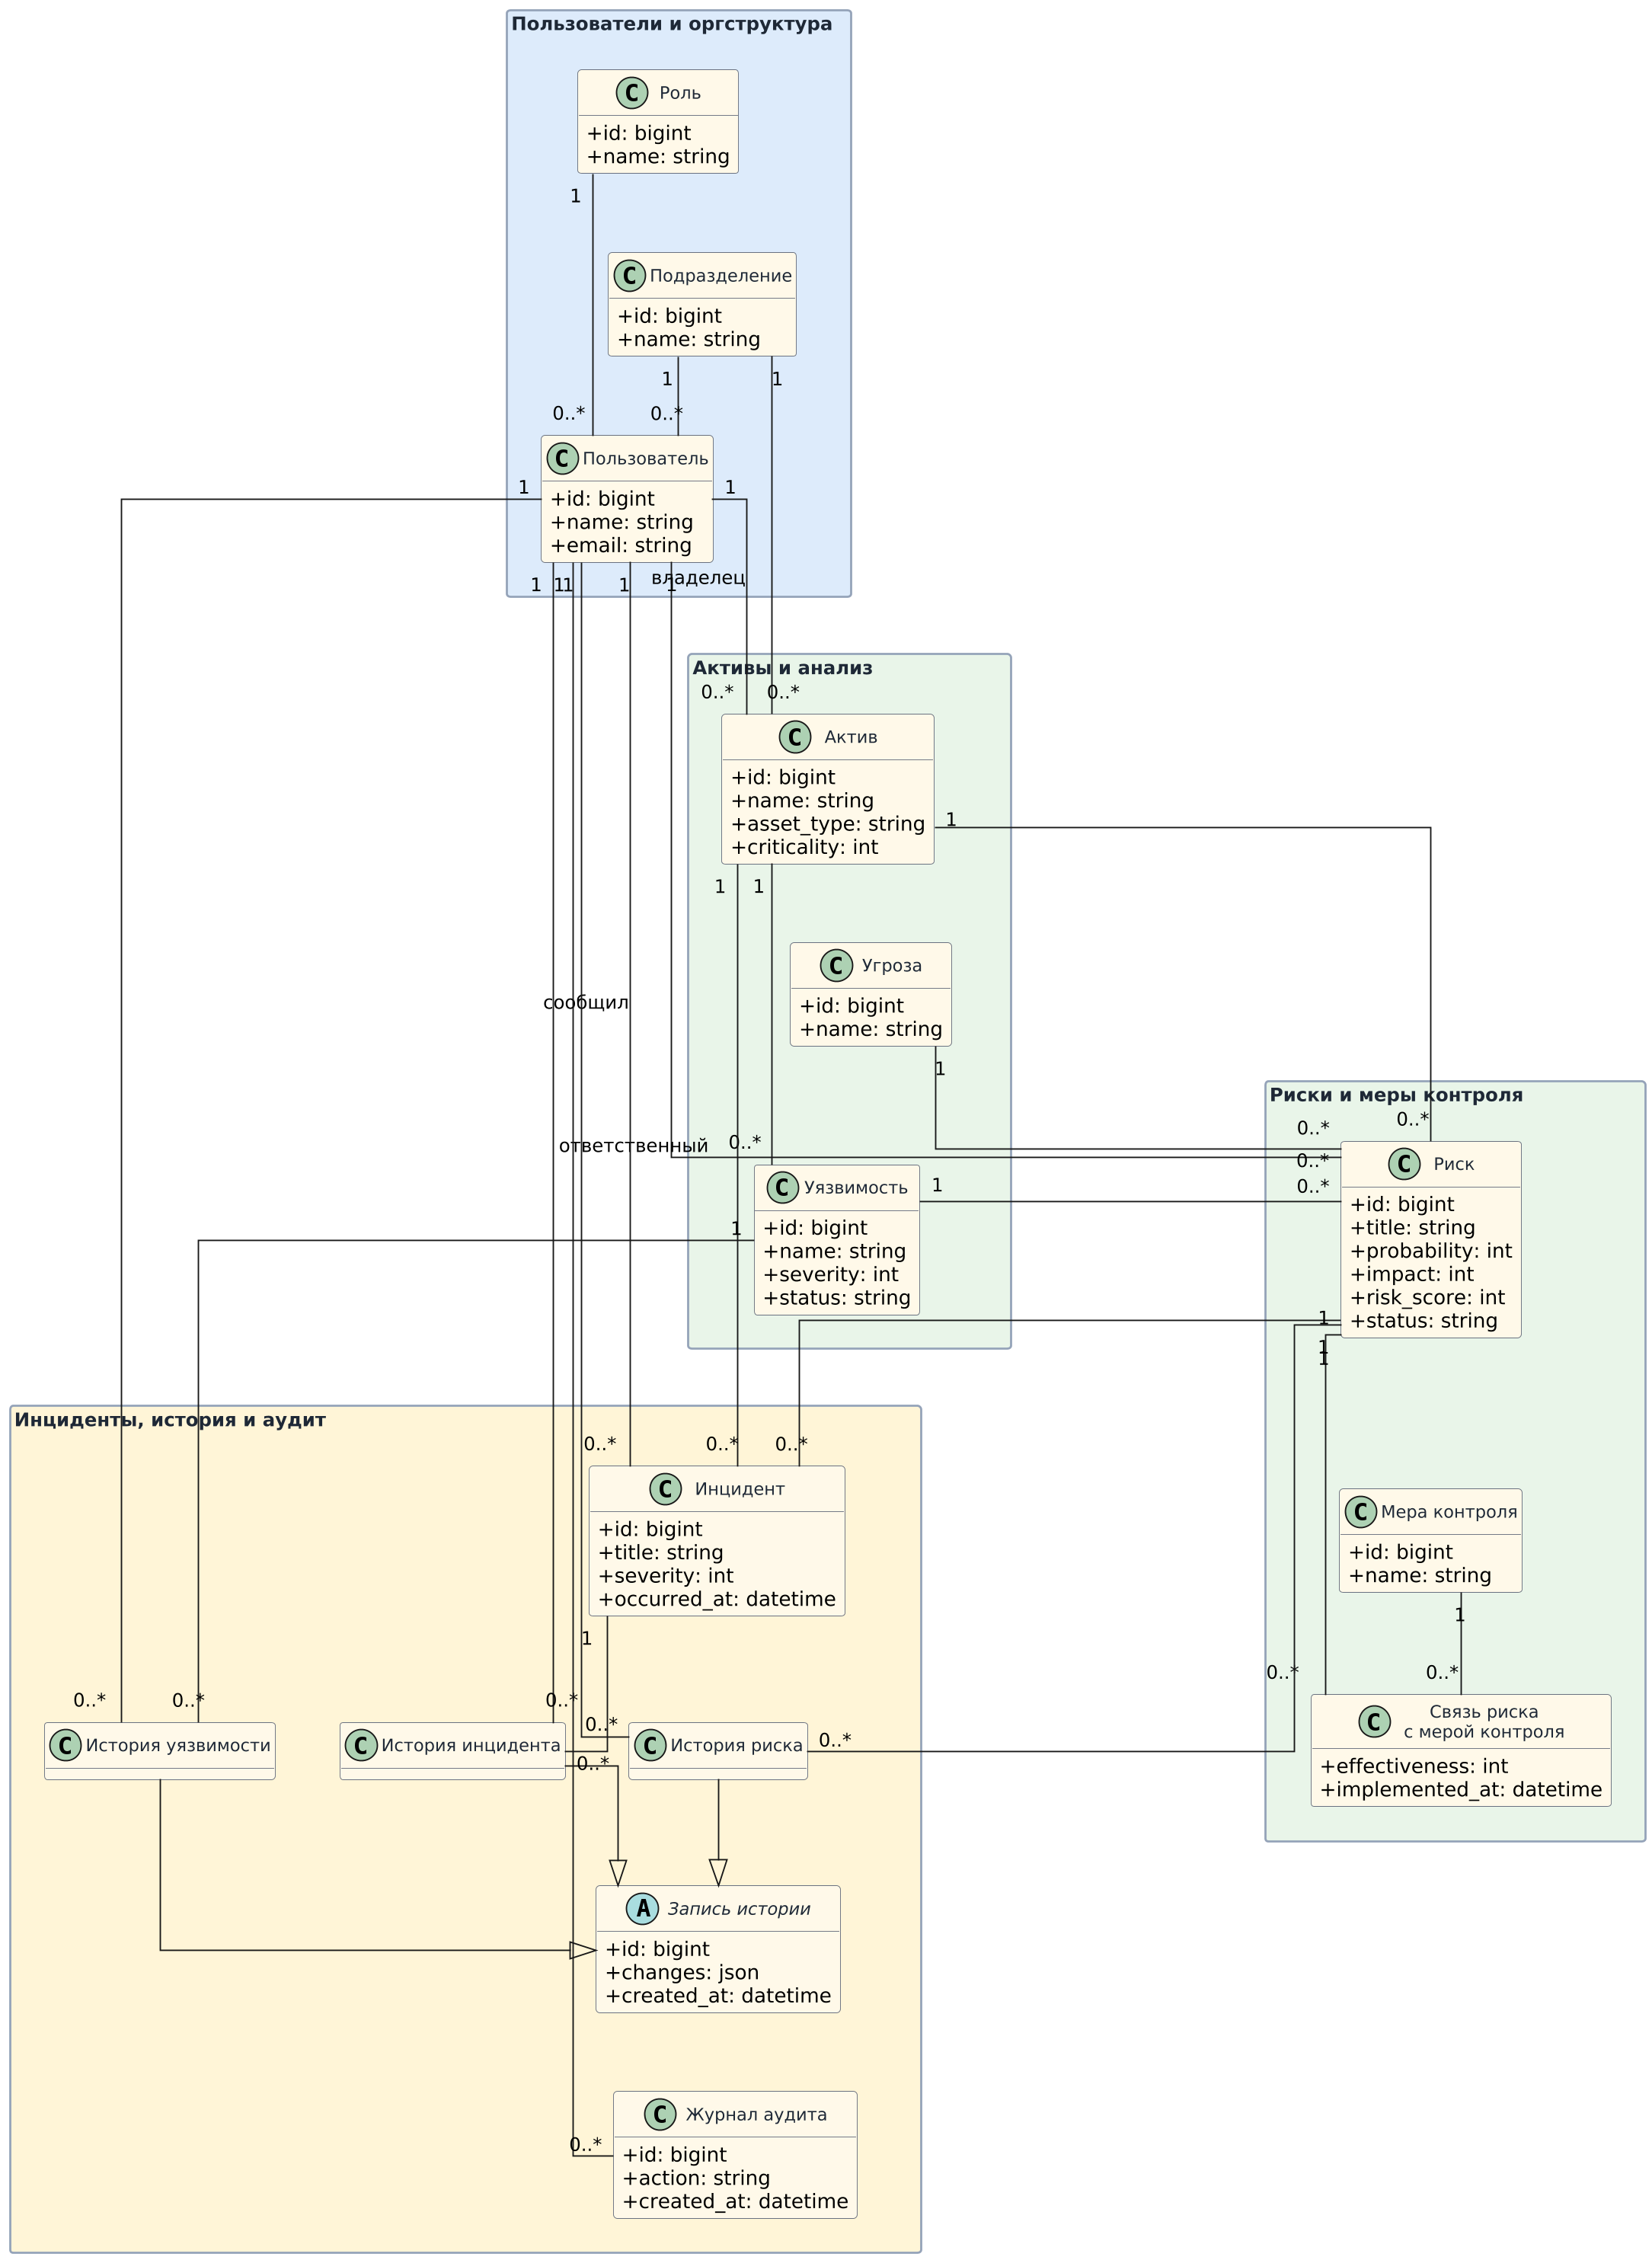 Пользователи и оргструктура
C Роль
+id: bigint
+name: string
1
C Подразделение
+id: bigint
+name: string
1
1
0..*
0..*
C Пользователь
1
1
+id: bigint
+name: string
+email: string
1
1
1
1
1
владелец
Активы и анализ
0..*
0..*
C Актив
+id: bigint
+name: string
+asset_type: string
+criticality: int
1
1
1
C Угроза
+id: bigint
+name: string
1
сообщил
Риски и меры контроля
0..*
0..*
ответственный
0..*
0..*
0..*
C Риск
+id: bigint
+title: string
+probability: int
+impact: int
+risk_score: int
+status: string
1
1
1
C Уязвимость
1
1
+id: bigint
+name: string
+severity: int
+status: string
Инциденты, история и аудит
0..*
0..*
0..*
C Инцидент
+id: bigint
+title: string
+severity: int
+occurred_at: datetime
1
C Мера контроля
+id: bigint
+name: string
1
0..*
0..*
C Связь риска
с мерой контроля
+effectiveness: int
+implemented_at: datetime
0..*
0..*
0..*
0..*
0..*
0..*
C История уязвимости
C История инцидента
C История риска
A Запись истории
+id: bigint
+changes: json
+created_at: datetime
C Журнал аудита
0..*
+id: bigint
+action: string
+created_at: datetime